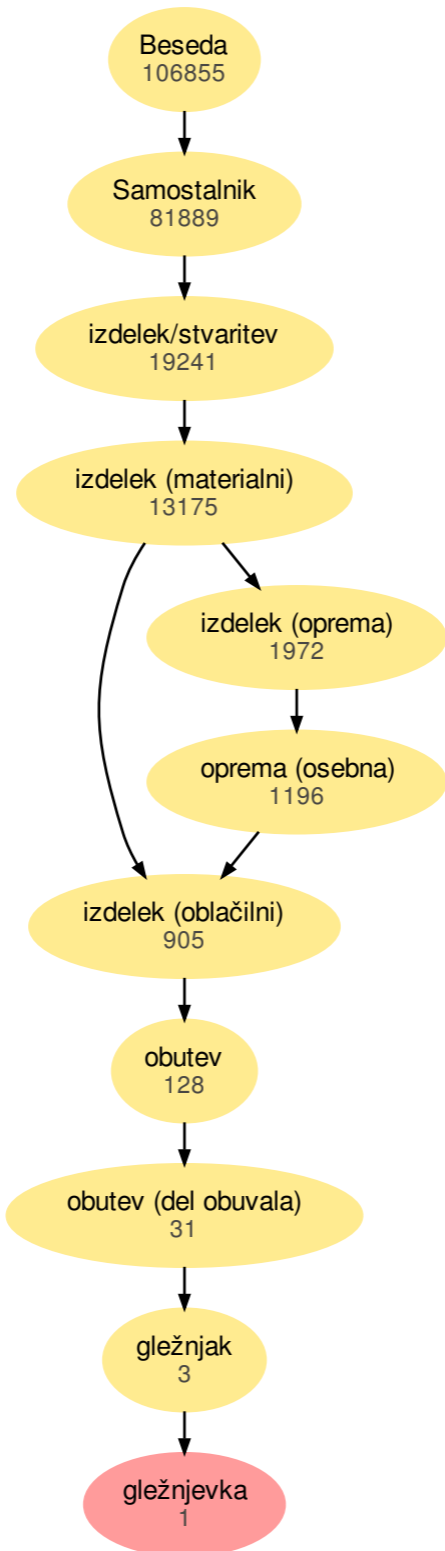 Beseda
106855
Samostalnik
81889
izdelek/stvaritev
19241
izdelek (materialni)
13175
izdelek (oprema)
1972
oprema (osebna)
1196
izdelek (oblačilni)
905
obutev
128
obutev (del obuvala)
31
gležnjak
3
gležnjevka
1